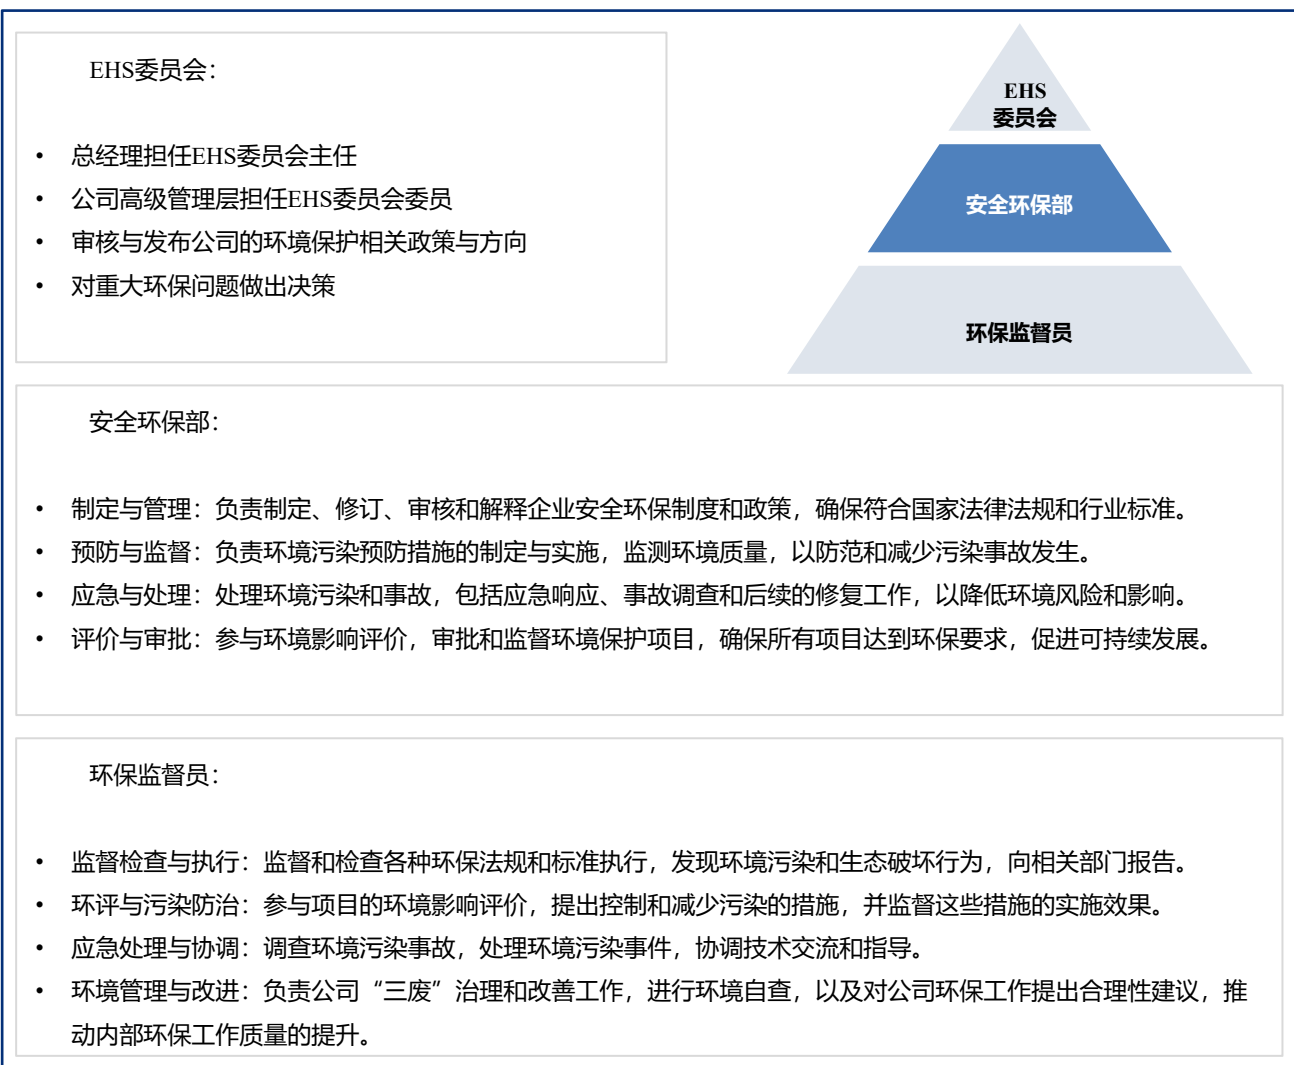 EHS委员会：
• 总经理担任EHS委员会主任
• 公司高级管理层担任EHS委员会委员
• 审核与发布公司的环境保护相关政策与方向
• 对重大环保问题做出决策
EHS
委员会
安全环保部
环保监督员
安全环保部：
• 制定与管理：负责制定、修订、审核和解释企业安全环保制度和政策，确保符合国家法律法规和行业标准。
• 预防与监督：负责环境污染预防措施的制定与实施，监测环境质量，以防范和减少污染事故发生。
• 应急与处理：处理环境污染和事故，包括应急响应、事故调查和后续的修复工作，以降低环境风险和影响。
• 评价与审批：参与环境影响评价，审批和监督环境保护项目，确保所有项目达到环保要求，促进可持续发展。
环保监督员：
• 监督检查与执行：监督和检查各种环保法规和标准执行，发现环境污染和生态破坏行为，向相关部门报告。
• 环评与污染防治：参与项目的环境影响评价，提出控制和减少污染的措施，并监督这些措施的实施效果。
• 应急处理与协调：调查环境污染事故，处理环境污染事件，协调技术交流和指导。
• 环境管理与改进：负责公司“三废”治理和改善工作，进行环境自查，以及对公司环保工作提出合理性建议，推
动内部环保工作质量的提升。